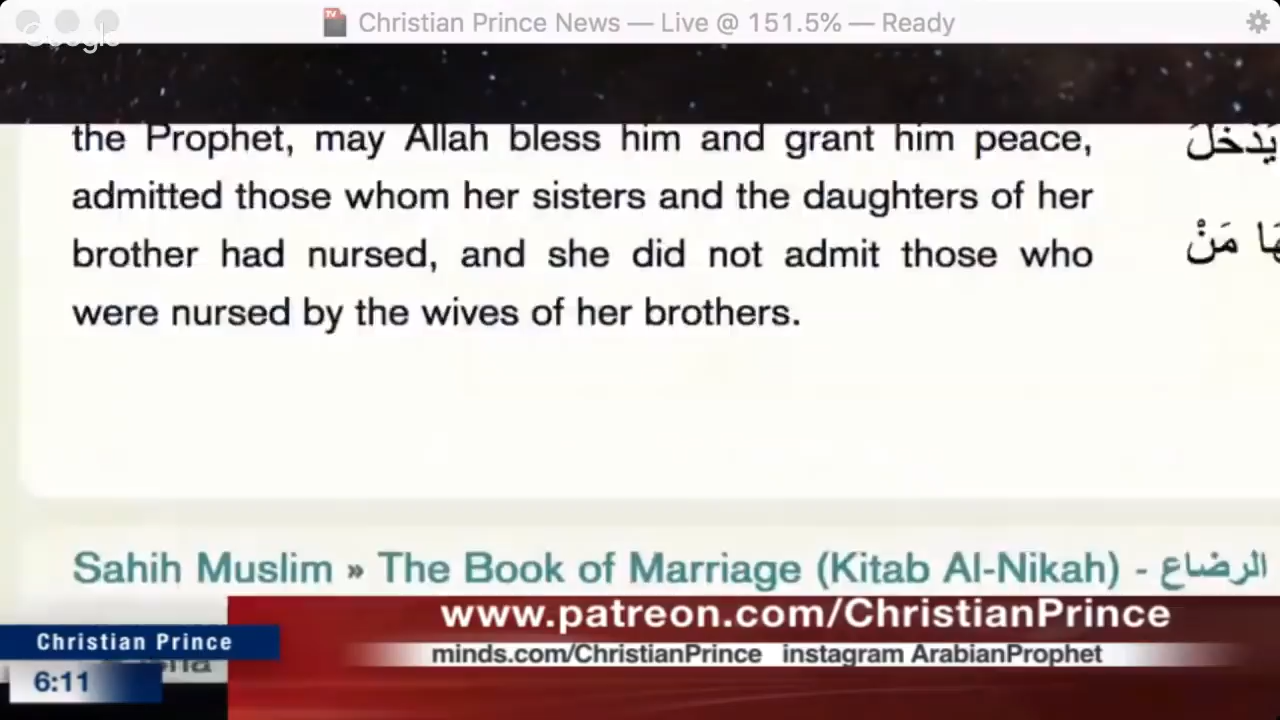 Christian Prince News — Live @ 151.5% — Ready
Google
the Prophet, may Allah bless him and grant him peace,
admitted those whom her sisters and the daughters of her
brother had nursed, and she did not admit those who
were nursed by the wives of her brothers.
يَدْخُلُ
مَنْ
Sahih Muslim » The Book of Marriage (Kitab Al-Nikah) - الرضاع
www.patreon.com/ChristianPrince
Christian Prince
minds.com/ChristianPrince instagram ArabianProphet
6:11